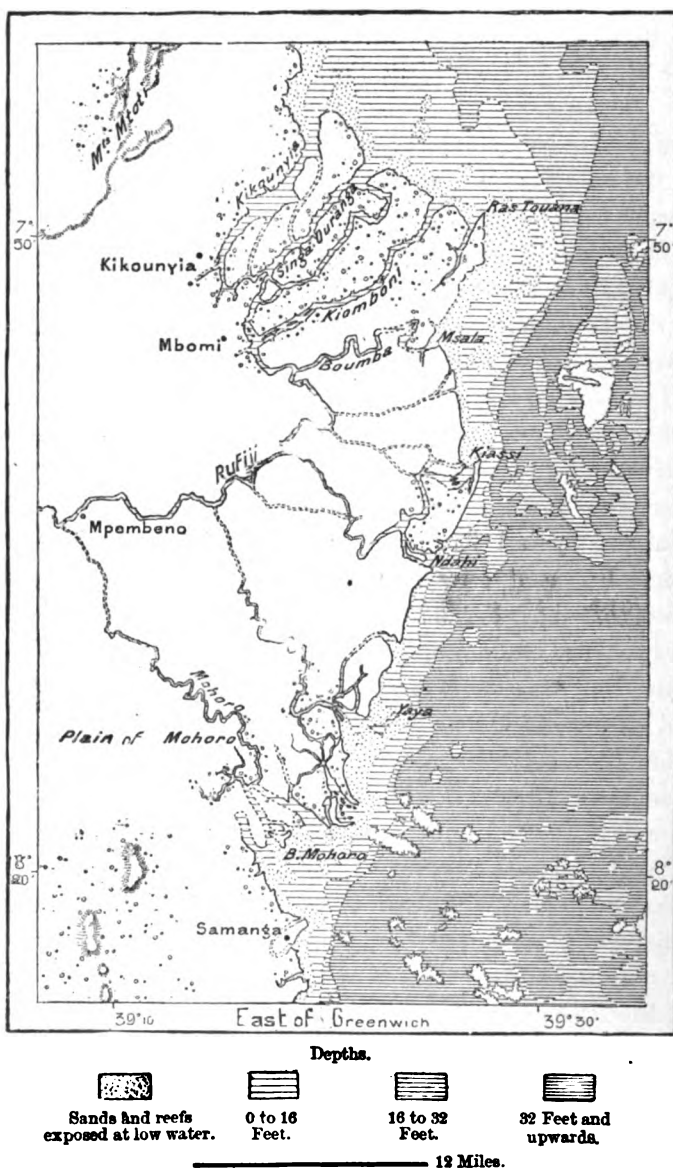 Mts Mtoti
Kikounyia
7°
50'
7°
50'
Ras Touana
Singa Ouranga
Kikounyia
Kiomboni
Mbomi
Boumba
Msala
Kiassi
Rufiji
Mpembeno
Ndahi
Mohoro
Yaya
Plain of Mohoro
B. Mohoro
8°
20'
8°
20'
Samanga
39°10'
East of Greenwich
39°30'
Depths.
Sands and reefs
exposed at low water.
0 to 16
Feet.
16 to 32
Feet.
32 Feet and
upwards.
12 Miles.